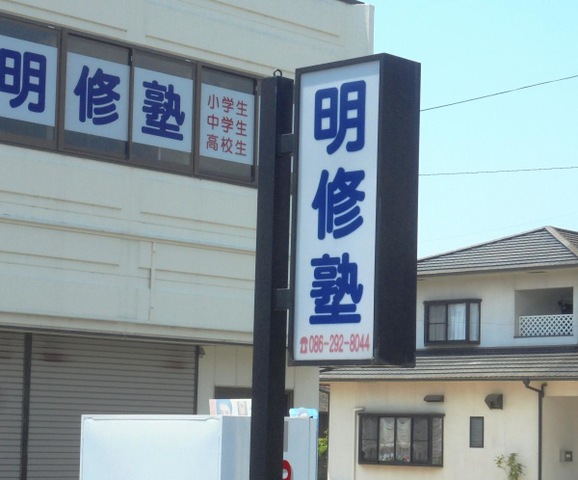 明修塾
小学生
中学生
高校生
明修塾
☎086-292-8044